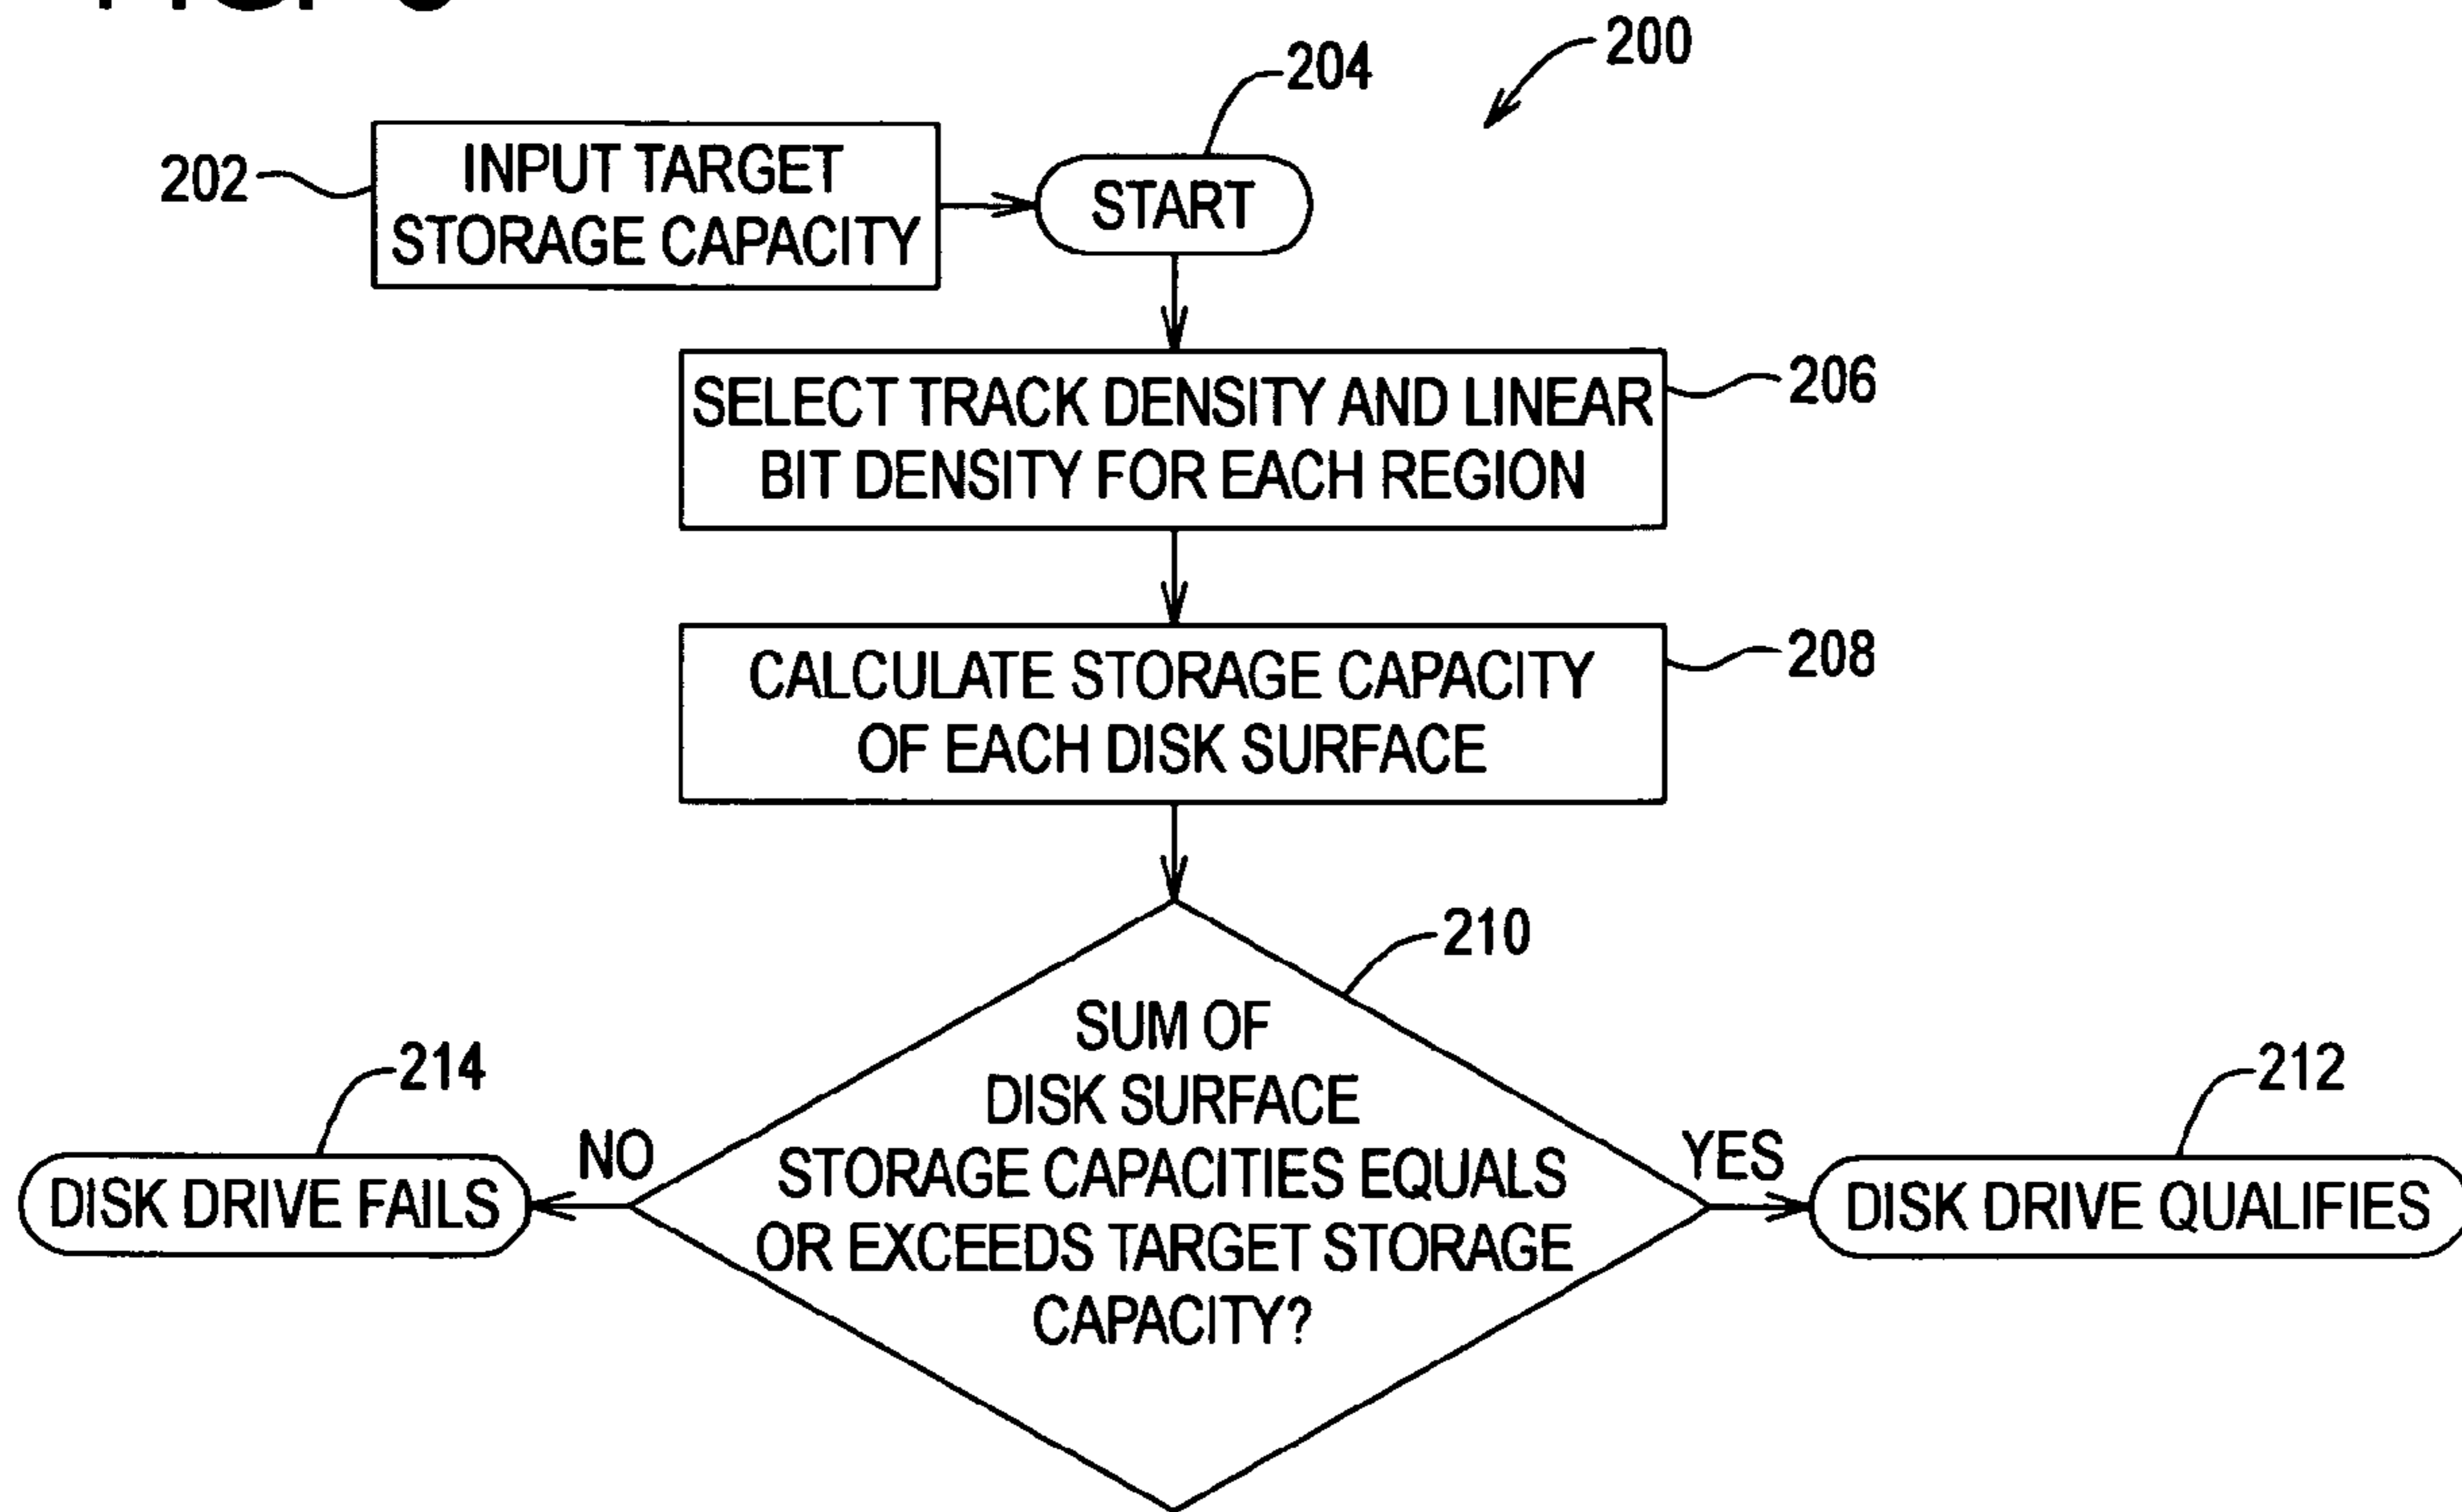 200
204
202
INPUT TARGET
STORAGE CAPACITY
START
SELECT TRACK DENSITY AND LINEAR
BIT DENSITY FOR EACH REGION
206
CALCULATE STORAGE CAPACITY
OF EACH DISK SURFACE
208
210
SUM OF
DISK SURFACE
STORAGE CAPACITIES EQUALS
OR EXCEEDS TARGET STORAGE
CAPACITY?
214
NO
DISK DRIVE FAILS
212
YES
DISK DRIVE QUALIFIES